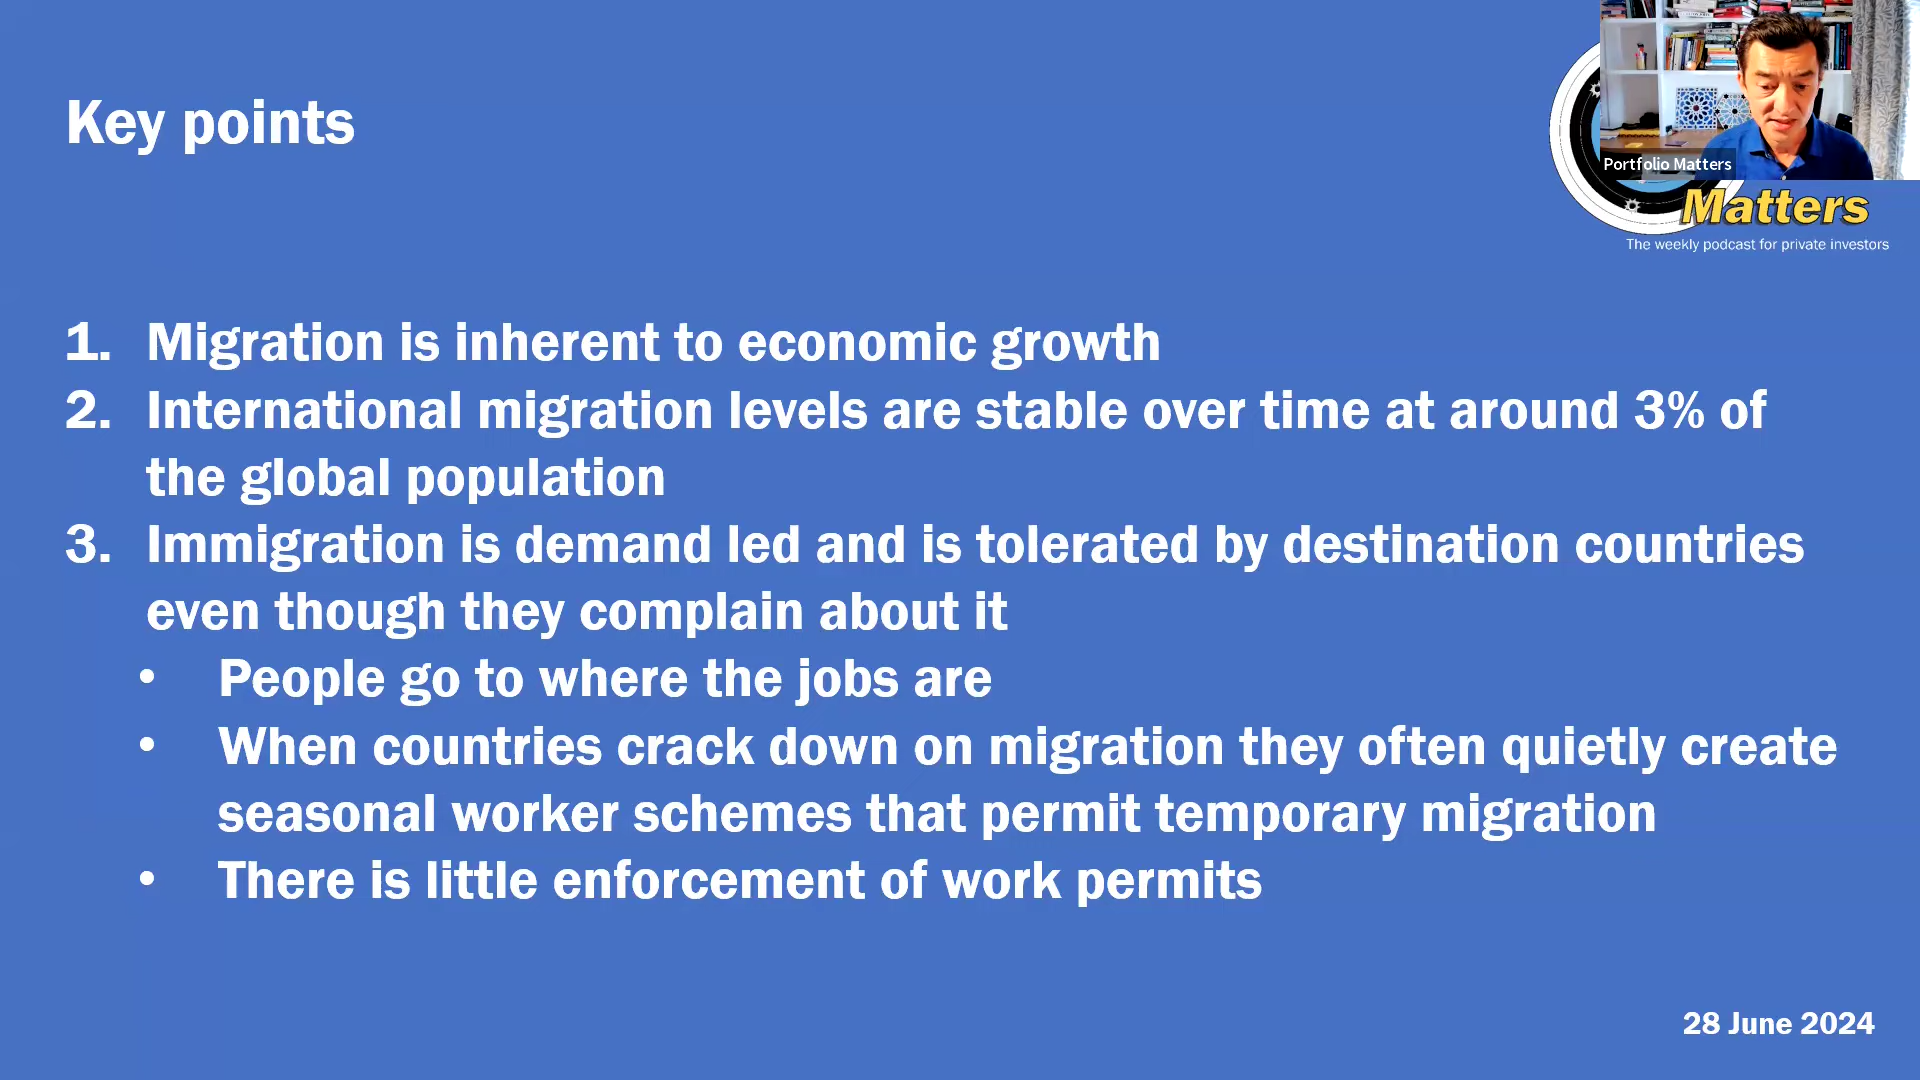 Key points
Portfolio Matters
Matters
The weekly podcast for private investors
1. Migration is inherent to economic growth
2. International migration levels are stable over time at around 3% of
the global population
3. Immigration is demand led and is tolerated by destination countries
even though they complain about it
• People go to where the jobs are
• When countries crack down on migration they often quietly create
seasonal worker schemes that permit temporary migration
• There is little enforcement of work permits
28 June 2024